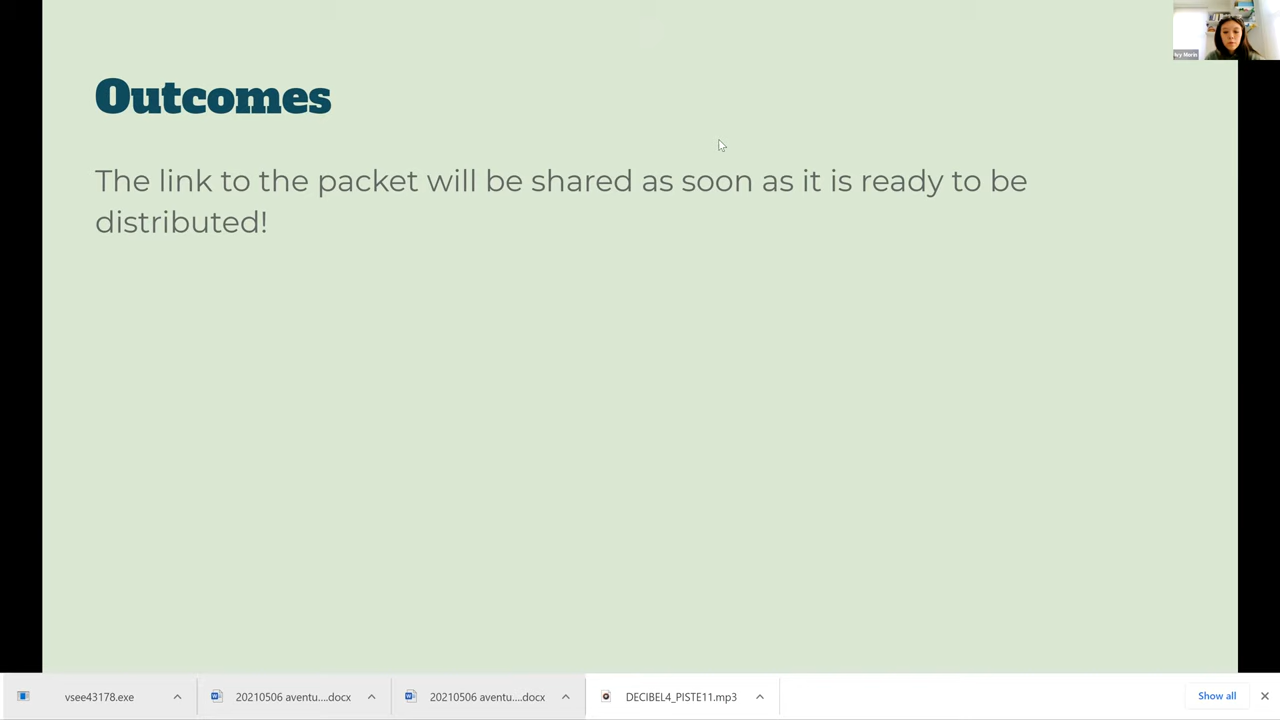 Outcomes
The link to the packet will be shared as soon as it is ready to be
distributed!
vsee43178.exe
20210506 aventu....docx
20210506 aventu....docx
DECIBEL4_PISTE11.mp3
Show all